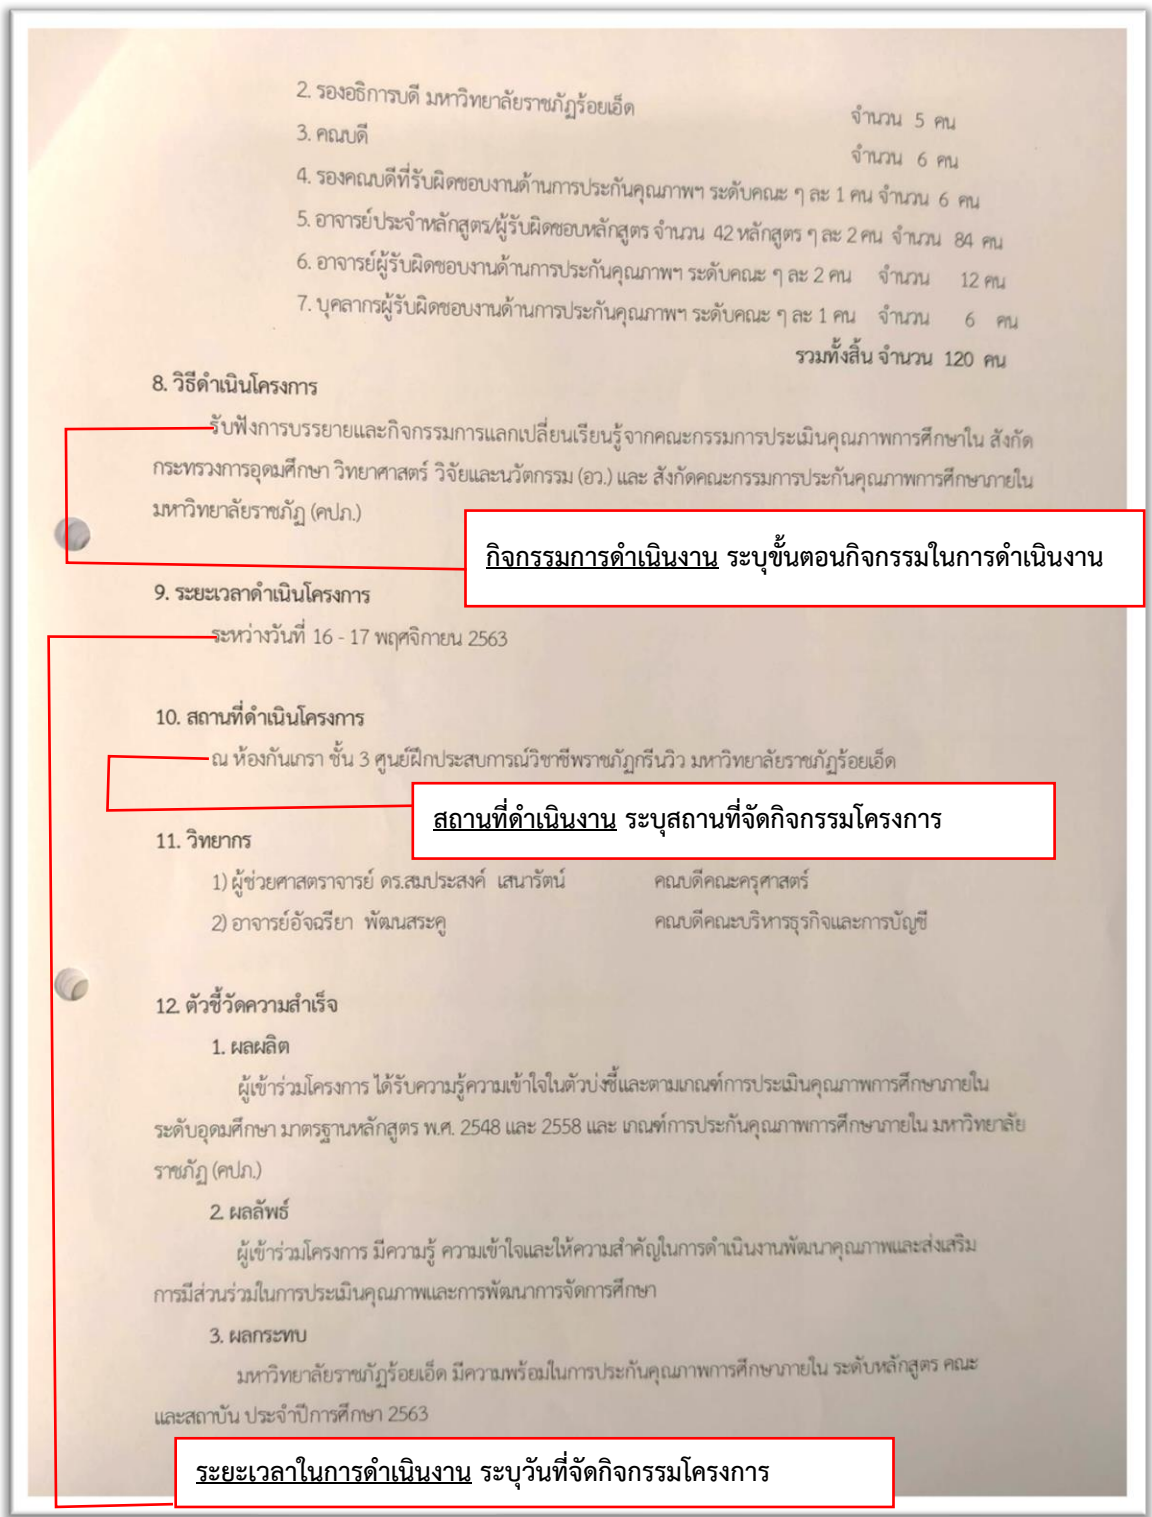 2. รองอธิการบดี มหาวิทยาลัยราชภัฏร้อยเอ็ด จำนวน 5 คน
3. คณบดี จำนวน 6 คน
4. รองคณบดีที่รับผิดชอบงานด้านการประกันคุณภาพฯ ระดับคณะ ๆ ละ 1 คน จำนวน 6 คน
5. อาจารย์ประจำหลักสูตร/ผู้รับผิดชอบหลักสูตร จำนวน 42 หลักสูตร ๆ ละ 2 คน จำนวน 84 คน
6. อาจารย์ผู้รับผิดชอบงานด้านการประกันคุณภาพฯ ระดับคณะ ๆ ละ 2 คน จำนวน 12 คน
7. บุคลากรผู้รับผิดชอบงานด้านการประกันคุณภาพฯ ระดับคณะ ๆ ละ 1 คน จำนวน 6 คน
รวมทั้งสิ้น จำนวน 120 คน
8. วิธีดำเนินโครงการ
รับฟังการบรรยายและกิจกรรมการแลกเปลี่ยนเรียนรู้จากคณะกรรมการประเมินคุณภาพการศึกษาใน สังกัด
กระทรวงการอุดมศึกษา วิทยาศาสตร์ วิจัยและนวัตกรรม (อว.) และ สังกัดคณะกรรมการประกันคุณภาพการศึกษาภายใน
มหาวิทยาลัยราชภัฏ (คปภ.)
กิจกรรมการดำเนินงาน ระบุขั้นตอนกิจกรรมในการดำเนินงาน
9. ระยะเวลาดำเนินโครงการ
ระหว่างวันที่ 16 - 17 พฤศจิกายน 2563
10. สถานที่ดำเนินโครงการ
ณ ห้องกันเกรา ชั้น 3 ศูนย์ฝึกประสบการณ์วิชาชีพราชภัฏกรีนวิว มหาวิทยาลัยราชภัฏร้อยเอ็ด
สถานที่ดำเนินงาน ระบุสถานที่จัดกิจกรรมโครงการ
11. วิทยากร
1) ผู้ช่วยศาสตราจารย์ ดร.สมประสงค์ เสนารัตน์ คณบดีคณะครุศาสตร์
2) อาจารย์อัจฉรียา พัฒนสระคู คณบดีคณะบริหารธุรกิจและการบัญชี
12. ตัวชี้วัดความสำเร็จ
1. ผลผลิต
ผู้เข้าร่วมโครงการ ได้รับความรู้ความเข้าใจในตัวบ่งชี้และตามเกณฑ์การประเมินคุณภาพการศึกษาภายใน
ระดับอุดมศึกษา มาตรฐานหลักสูตร พ.ศ. 2548 และ 2558 และ เกณฑ์การประกันคุณภาพการศึกษาภายใน มหาวิทยาลัย
ราชภัฏ (คปภ.)
2. ผลลัพธ์
ผู้เข้าร่วมโครงการ มีความรู้ ความเข้าใจและให้ความสำคัญในการดำเนินงานพัฒนาคุณภาพและส่งเสริม
การมีส่วนร่วมในการประเมินคุณภาพและการพัฒนาการจัดการศึกษา
3. ผลกระทบ
มหาวิทยาลัยราชภัฏร้อยเอ็ด มีความพร้อมในการประกันคุณภาพการศึกษาภายใน ระดับหลักสูตร คณะ
และสถาบัน ประจำปีการศึกษา 2563
ระยะเวลาในการดำเนินงาน ระบุวันที่จัดกิจกรรมโครงการ